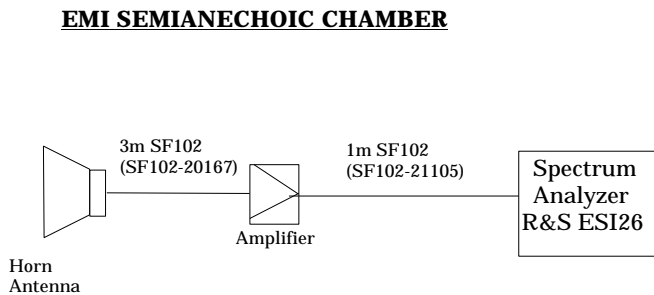 EMI SEMIANECHOIC CHAMBER
3m SF102
(SF102-20167)
1m SF102
(SF102-21105)
Spectrum
Analyzer
R&S ESI26
Amplifier
Horn
Antenna